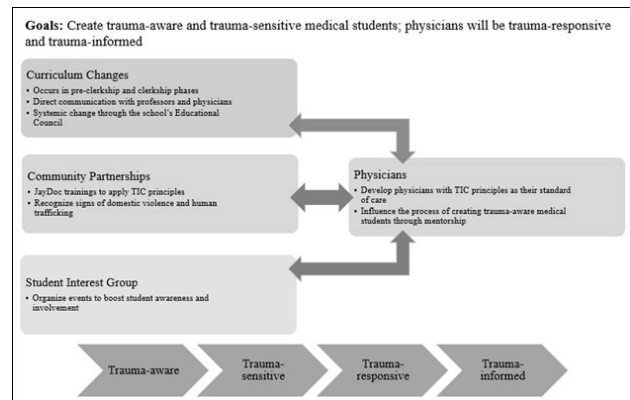 Goals: Create trauma-aware and trauma-sensitive medical students; physicians will be trauma-responsive
and trauma-informed
Curriculum Changes
• Occurs in pre-clerkship and clerkship phases
• Direct communication with professors and physicians
• Systemic change through the school's Educational
Council
Community Partnerships
• JayDoc trainings to apply TIC principles
• Recognize signs of domestic violence and human
trafficking
Physicians
• Develop physicians with TIC principles as their standard
of care
• Influence the process of creating trauma-aware medical
students through mentorship
Student Interest Group
• Organize events to boost student awareness and
involvement
Trauma-aware
Trauma-
sensitive
Trauma-
responsive
Trauma-
informed